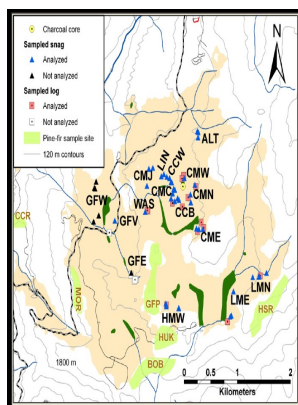 Charcoal core
Sampled snag
Analyzed
Not analyzed
Sampled log
Analyzed
Not analyzed
Pine-fir sample site
120 m contours
N
ALT
LIN
CCW
CMJ
CMW
CMC
CMN
GFW
WAS
CCB
GFV
CCR
CME
GFE
MOR
LMN
GFP
LME
HSR
HMW
HUK
1800 m
BOB
0 0.5 1 2 3 4
Kilometers